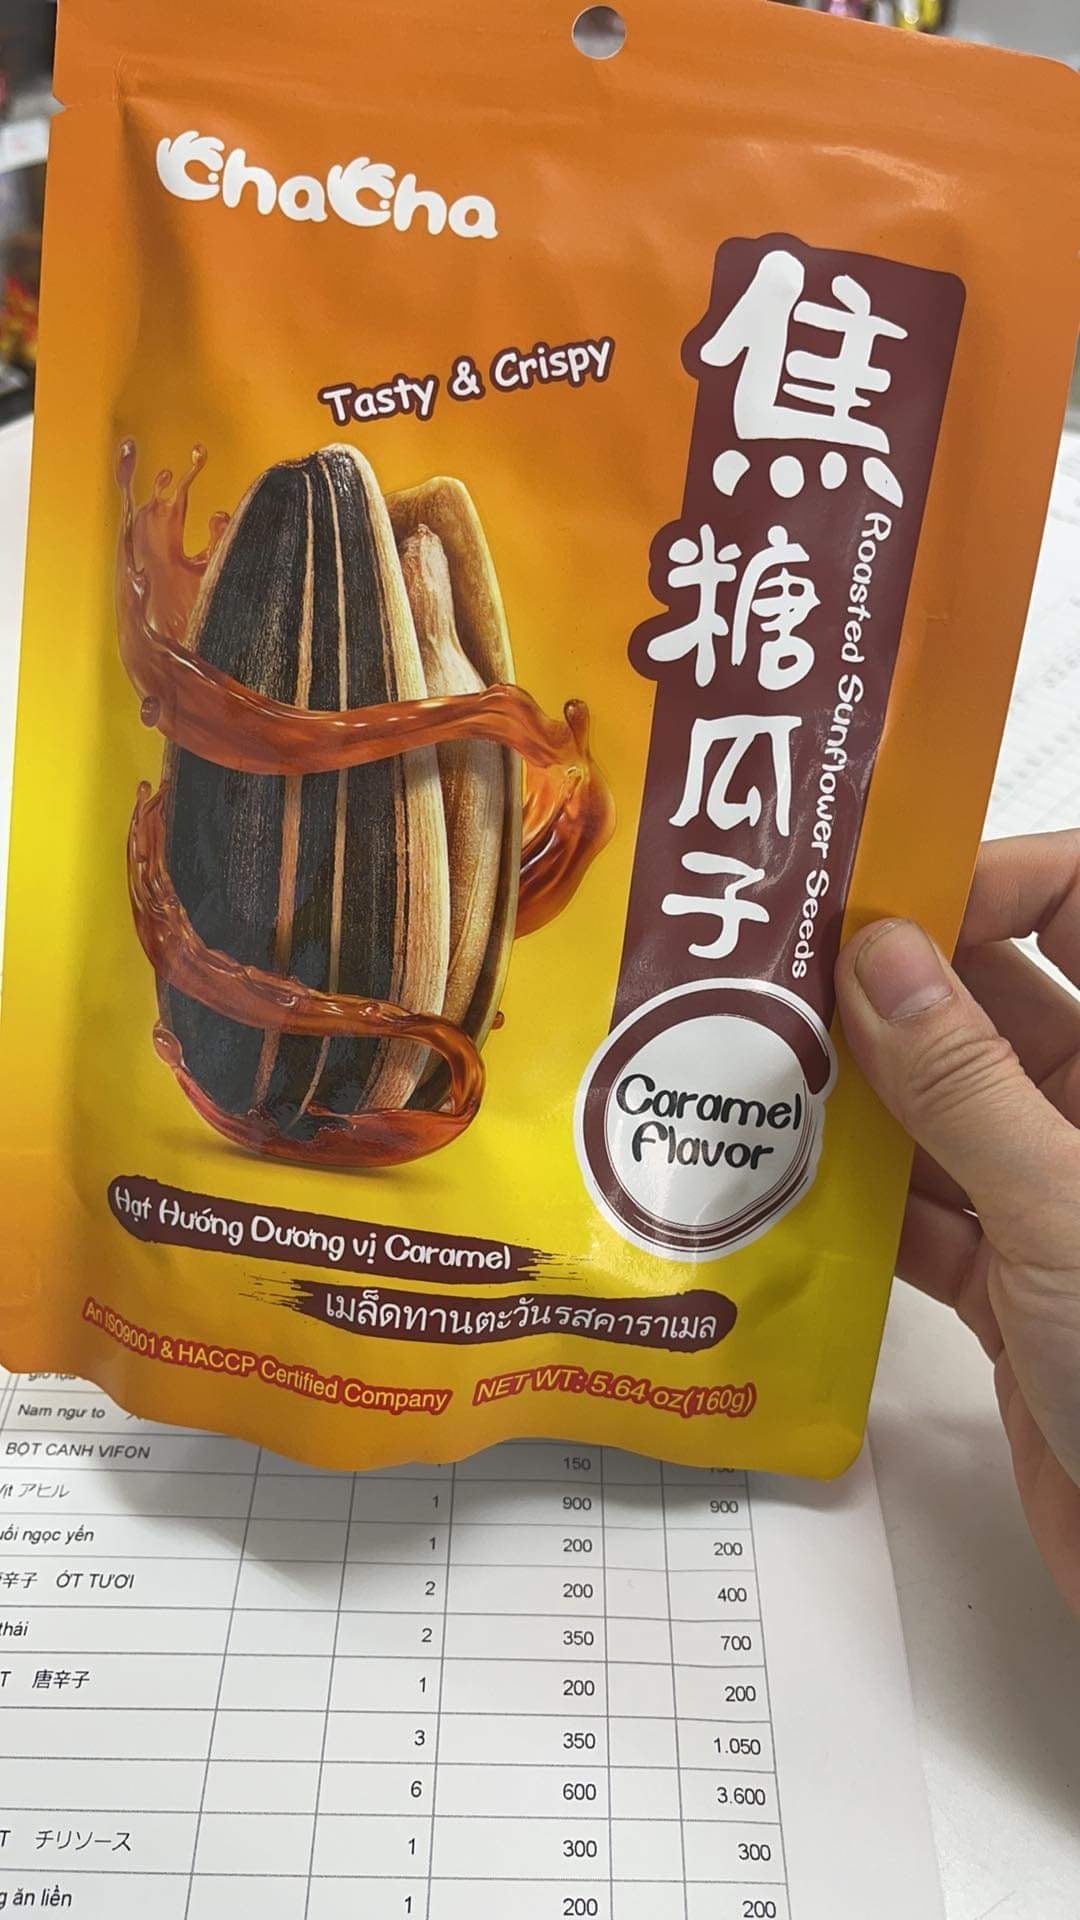 ChaCha
Tasty & Crispy
焦糖瓜子
Roasted Sunflower Seeds
Caramel
Flavor
Hạt Hướng Dương vị Caramel
เมล็ดทานตะวันรสคาราเมล
An ISO9001 & HACCP Certified Company
NET WT: 5.64 oz(160g)
Nam ngư to
BỘT CANH VIFON 150
アヒル 1 900 900
ngọc yến 1 200 200
辛子 ỚT TƯƠI 2 200 400
thái 2 350 700
T 唐辛子 1 200 200
3 350 1.050
6 600 3.600
T チリソース 1 300 300
ăn liền 1 200 200